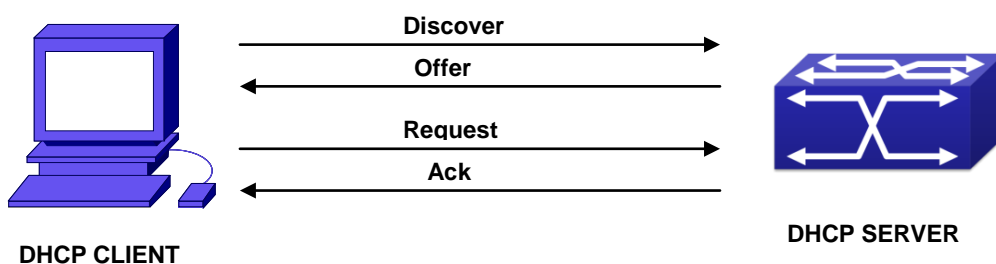 Discover
Offer
Request
Ack
DHCP CLIENT
DHCP SERVER